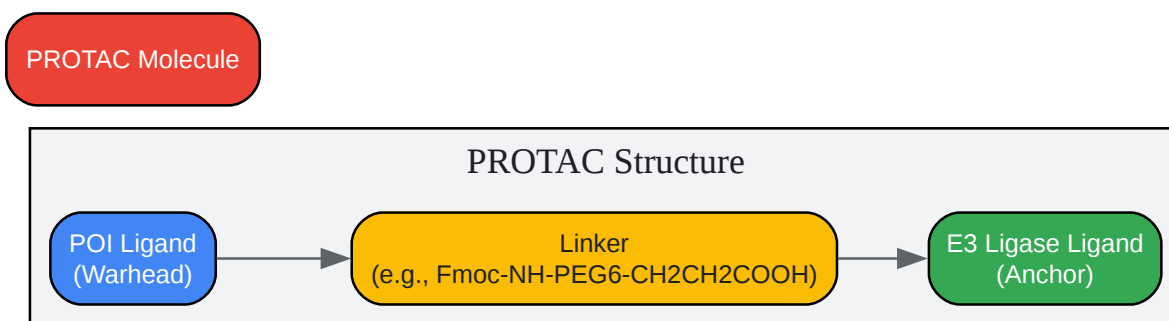 PROTAC Molecule
PROTAC Structure
POI Ligand
(Warhead)
Linker
(e.g., Fmoc-NH-PEG6-CH2CH2COOH)
E3 Ligase Ligand
(Anchor)